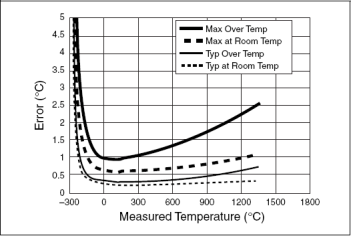 5
4.5
4
3.5
3
2.5
2
1.5
1
0.5
0
Error (°C)
Max Over Temp
Max at Room Temp
Typ Over Temp
Typ at Room Temp
–300 0 300 600 900 1200 1500 1800
Measured Temperature (°C)